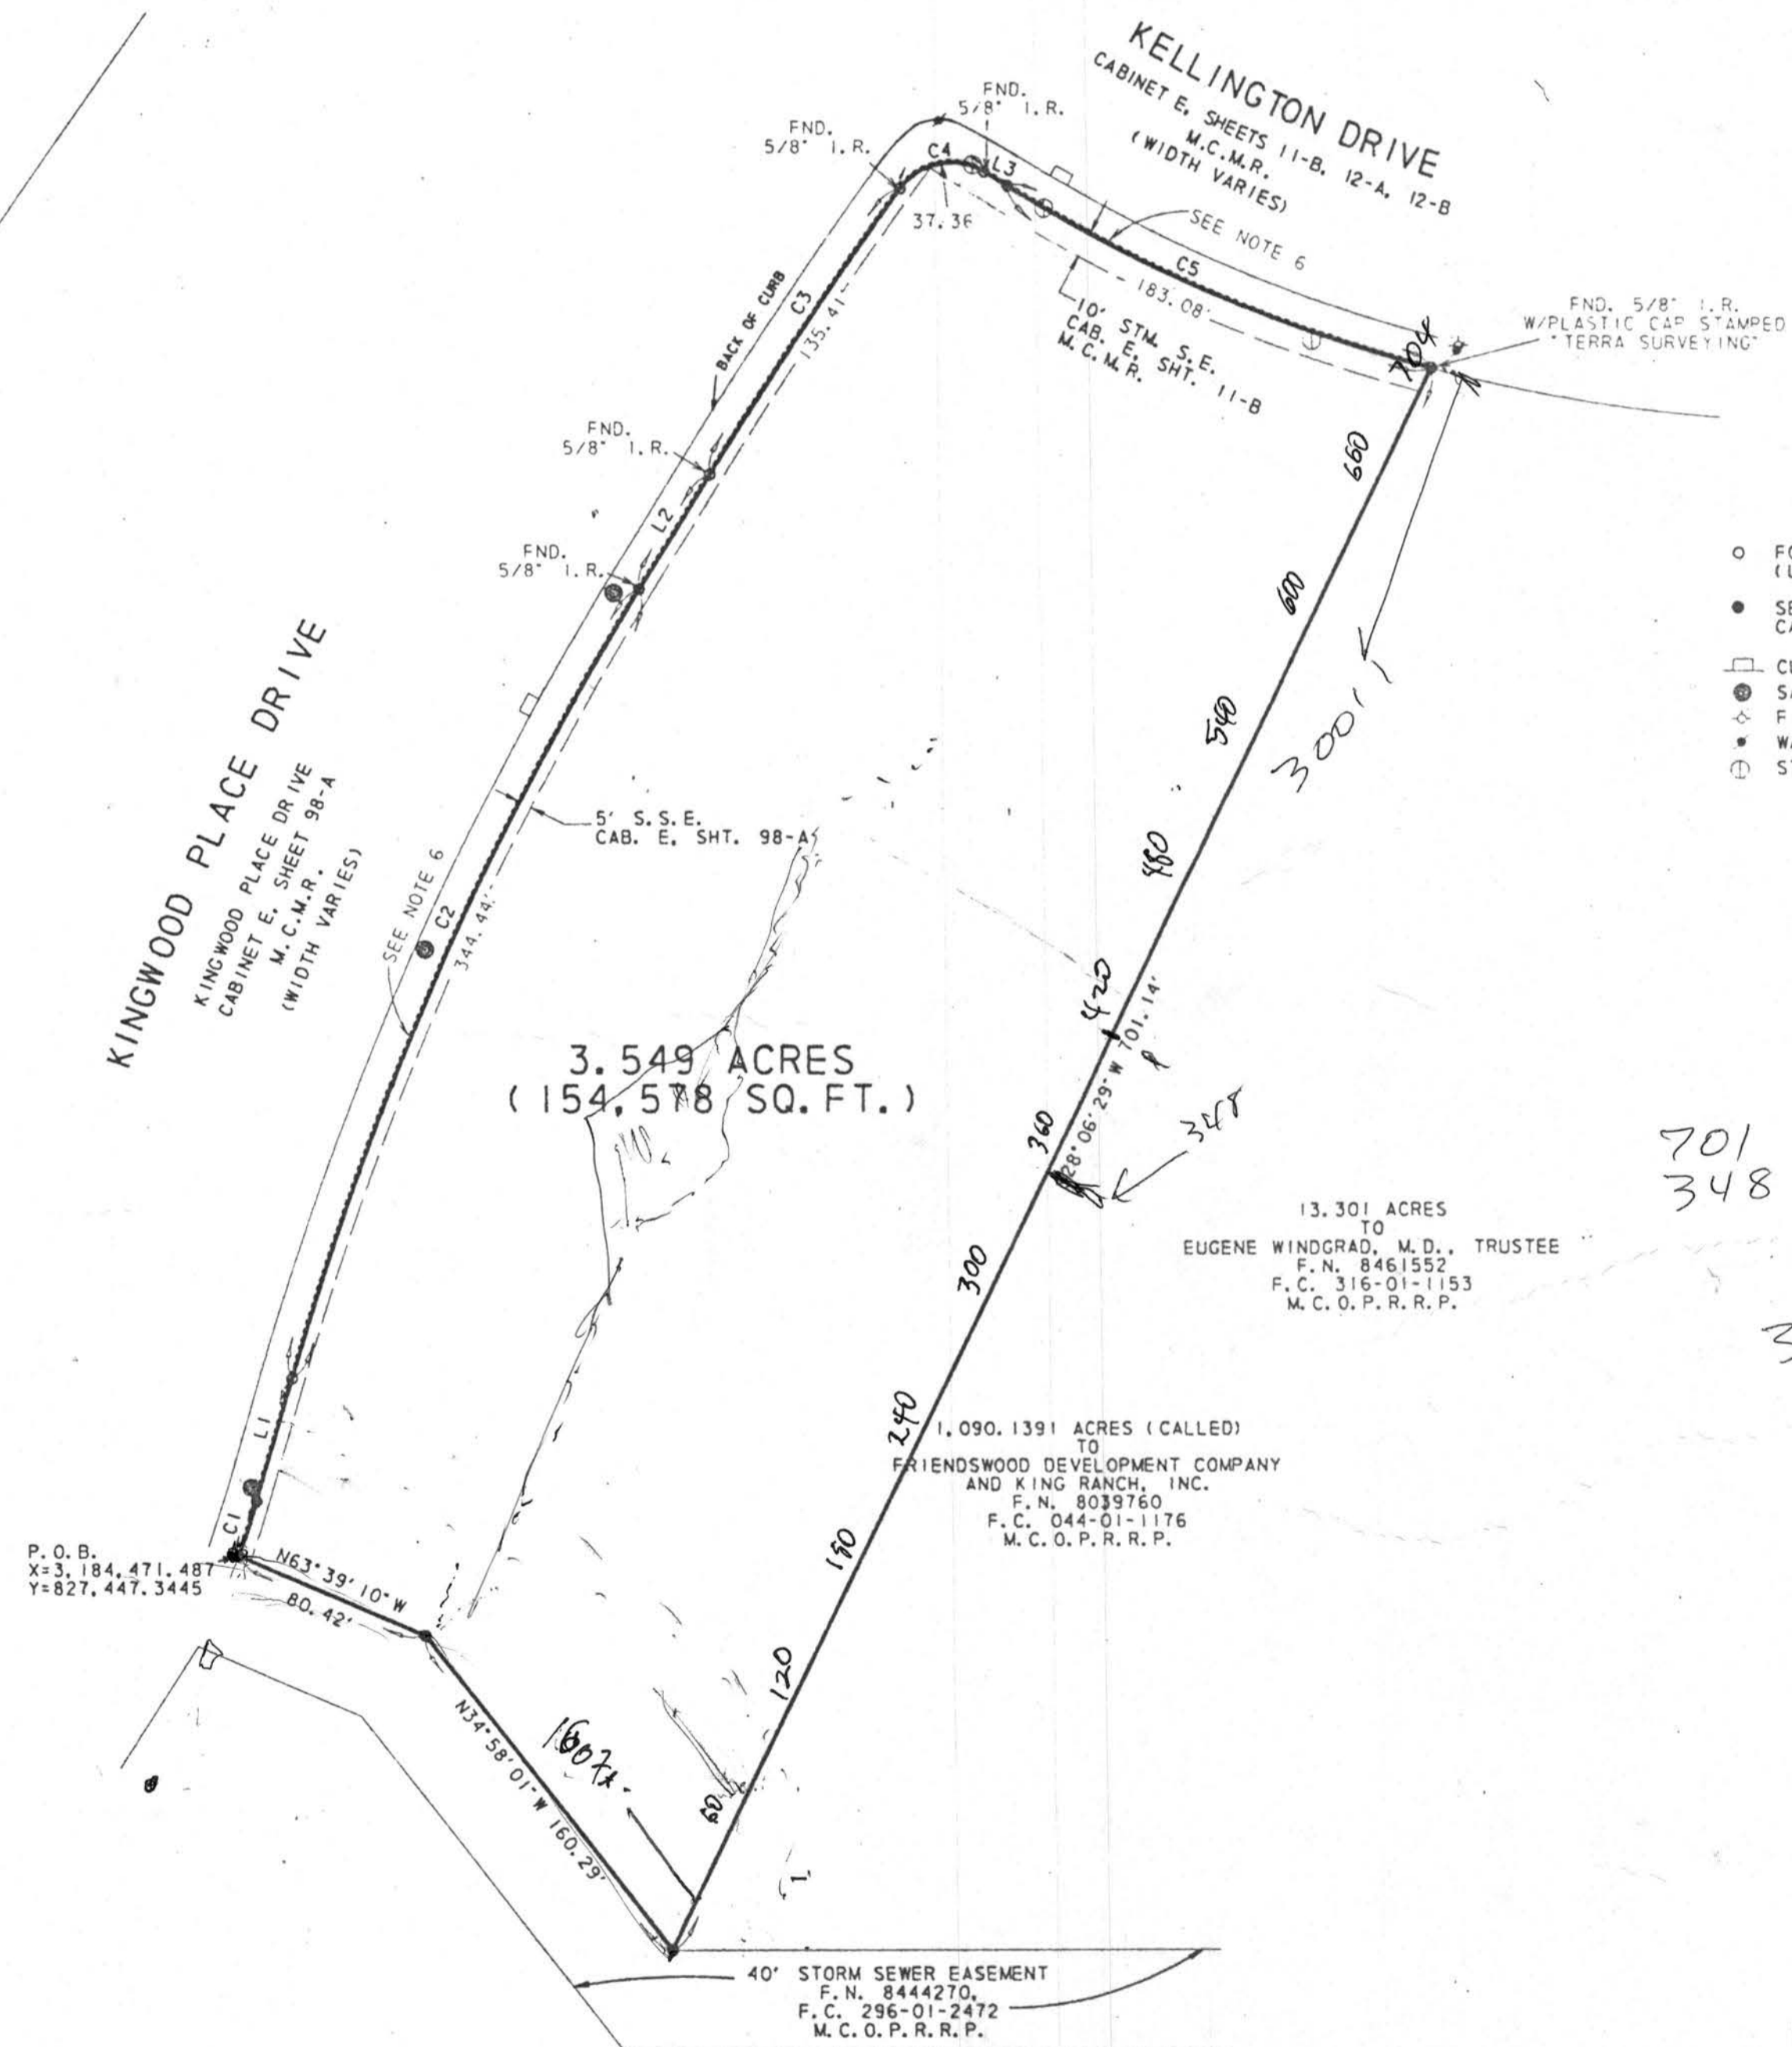 KELLINGTON DRIVE
CABINET E, SHEETS 11-B, 12-A, 12-B
M.C.M.R.
(WIDTH VARIES)
FND.
5/8" I.R.
FND.
5/8" I.R.
C4
L3
37.36
SEE NOTE 6
C5
183.08'
10' STM. S.E.
CAB. E, SHT. 11-B
M.C.M.R.
FND. 5/8" I.R.
W/PLASTIC CAP STAMPED
"TERRA SURVEYING"
704
BACK OF CURB
C3
135.41'
FND.
5/8" I.R.
L2
FND.
5/8" I.R.
660
600
540
480
420
360
300
240
180
120
60
300'
KINGWOOD PLACE DRIVE
KINGWOOD PLACE DRIVE
CABINET E, SHEET 98-A
M.C.M.R.
(WIDTH VARIES)
SEE NOTE 6
C2
344.44'
5' S.S.E.
CAB. E, SHT. 98-A
3.549 ACRES
(154,578 SQ.FT.)
28°06'29"W 701.14'
348
701
348
3
13.301 ACRES
TO
EUGENE WINDGRAD, M.D., TRUSTEE
F.N. 8461552
F.C. 316-01-1153
M.C.O.P.R.R.P.
1,090.1391 ACRES (CALLED)
TO
FRIENDSWOOD DEVELOPMENT COMPANY
AND KING RANCH, INC.
F.N. 8039760
F.C. 044-01-1176
M.C.O.P.R.R.P.
L1
C1
P.O.B.
X=3,184,471.487
Y=827,447.3445
N63°39'10"W
80.42'
N34°58'01"W 160.29'
40' STORM SEWER EASEMENT
F.N. 8444270,
F.C. 296-01-2472
M.C.O.P.R.R.P.